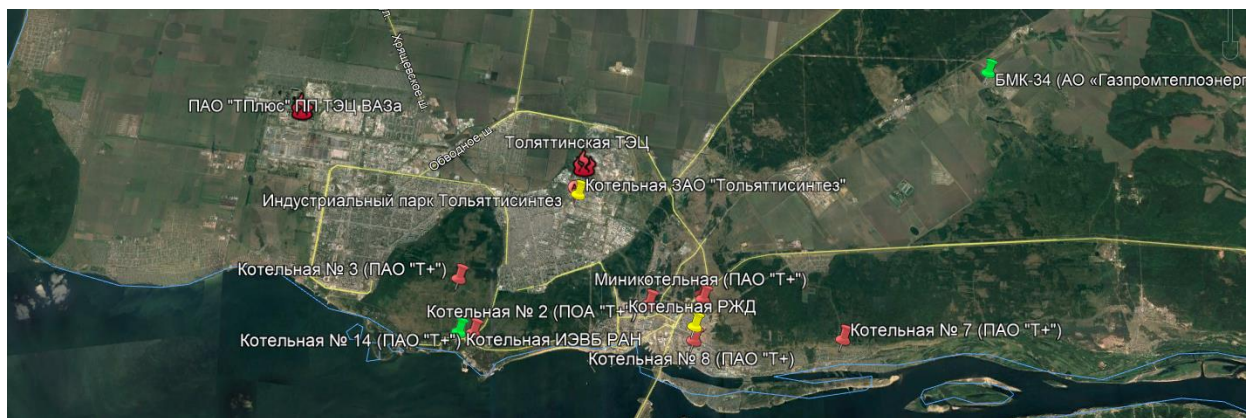 Хрящевское ш.
БМК-34 (АО «Газпромтеплоэнерг
ПАО "ТПлюс" ПП ТЭЦ ВАЗа
Обводное ш.
Толяттинская ТЭЦ
Котельная ЗАО "Тольяттисинтез"
Индустриальный парк Тольяттисинтез
Котельная № 3 (ПАО "Т+")
Миникотельная (ПАО "Т+")
Котельная № 2 (ПОА "Т+")
Котельная РЖД
Котельная № 14 (ПАО "Т+")
Котельная ИЭВБ РАН
Котельная № 7 (ПАО "Т+")
Котельная № 8 (ПАО "Т+)